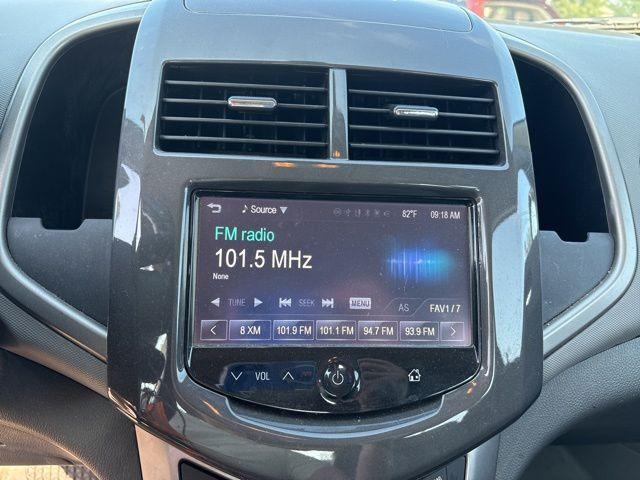 Source 82°F 09:18 AM
FM radio
101.5 MHz
None
TUNE SEEK MENU AS FAV1/7
8 XM 101.9 FM 101.1 FM 94.7 FM 93.9 FM
VOL